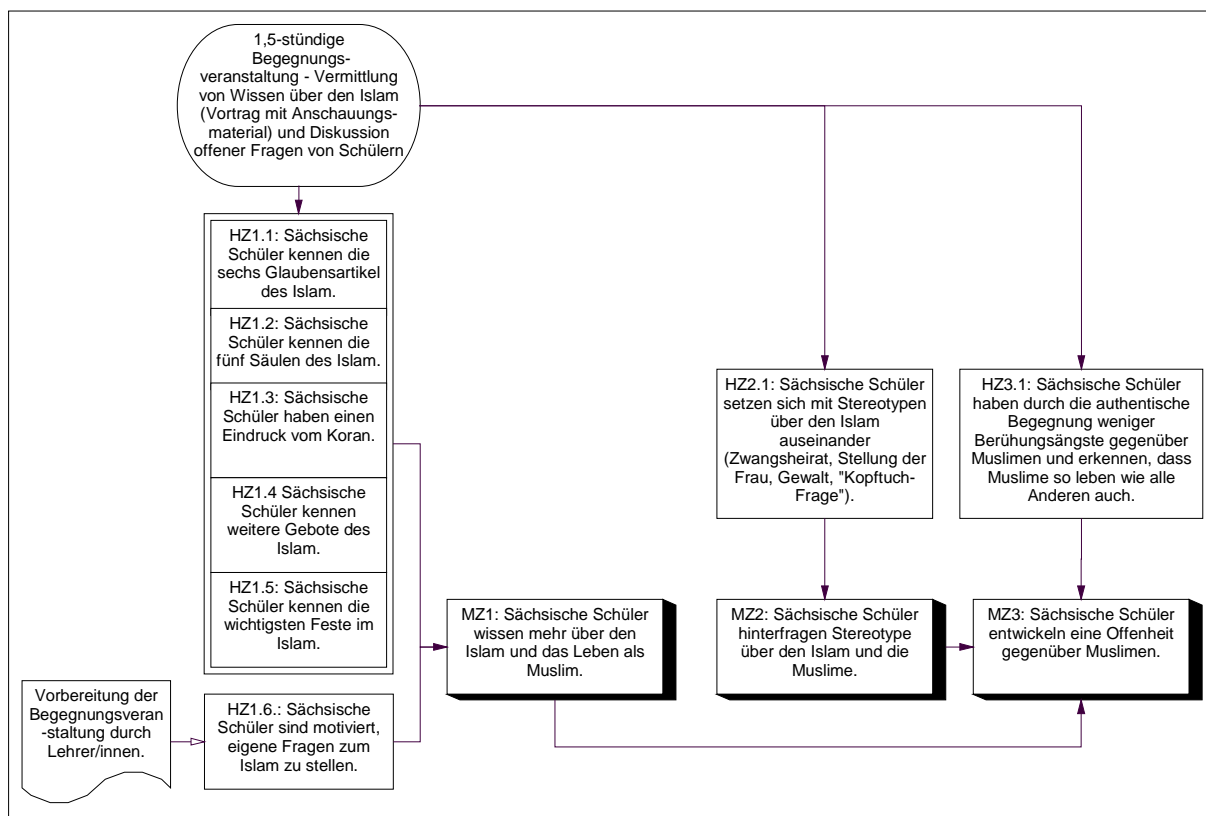 1,5-stündige
Begegnungs-
veranstaltung - Vermittlung
von Wissen über den Islam
(Vortrag mit Anschauungs-
material) und Diskussion
offener Fragen von Schülern
HZ1.1: Sächsische
Schüler kennen die
sechs Glaubensartikel
des Islam.
HZ1.2: Sächsische
Schüler kennen die
fünf Säulen des Islam.
HZ1.3: Sächsische
Schüler haben einen
Eindruck vom Koran.
HZ1.4 Sächsische
Schüler kennen
weitere Gebote des
Islam.
HZ1.5: Sächsische
Schüler kennen die
wichtigsten Feste im
Islam.
Vorbereitung der
Begegnungsveran
-staltung durch
Lehrer/innen.
HZ1.6.: Sächsische
Schüler sind motiviert,
eigene Fragen zum
Islam zu stellen.
MZ1: Sächsische Schüler
wissen mehr über den
Islam und das Leben als
Muslim.
HZ2.1: Sächsische Schüler
setzen sich mit Stereotypen
über den Islam
auseinander
(Zwangsheirat, Stellung der
Frau, Gewalt, "Kopftuch-
Frage").
MZ2: Sächsische Schüler
hinterfragen Stereotype
über den Islam und die
Muslime.
HZ3.1: Sächsische Schüler
haben durch die authentische
Begegnung weniger
Berührungsängste gegenüber
Muslimen und erkennen, dass
Muslime so leben wie alle
Anderen auch.
MZ3: Sächsische Schüler
entwickeln eine Offenheit
gegenüber Muslimen.